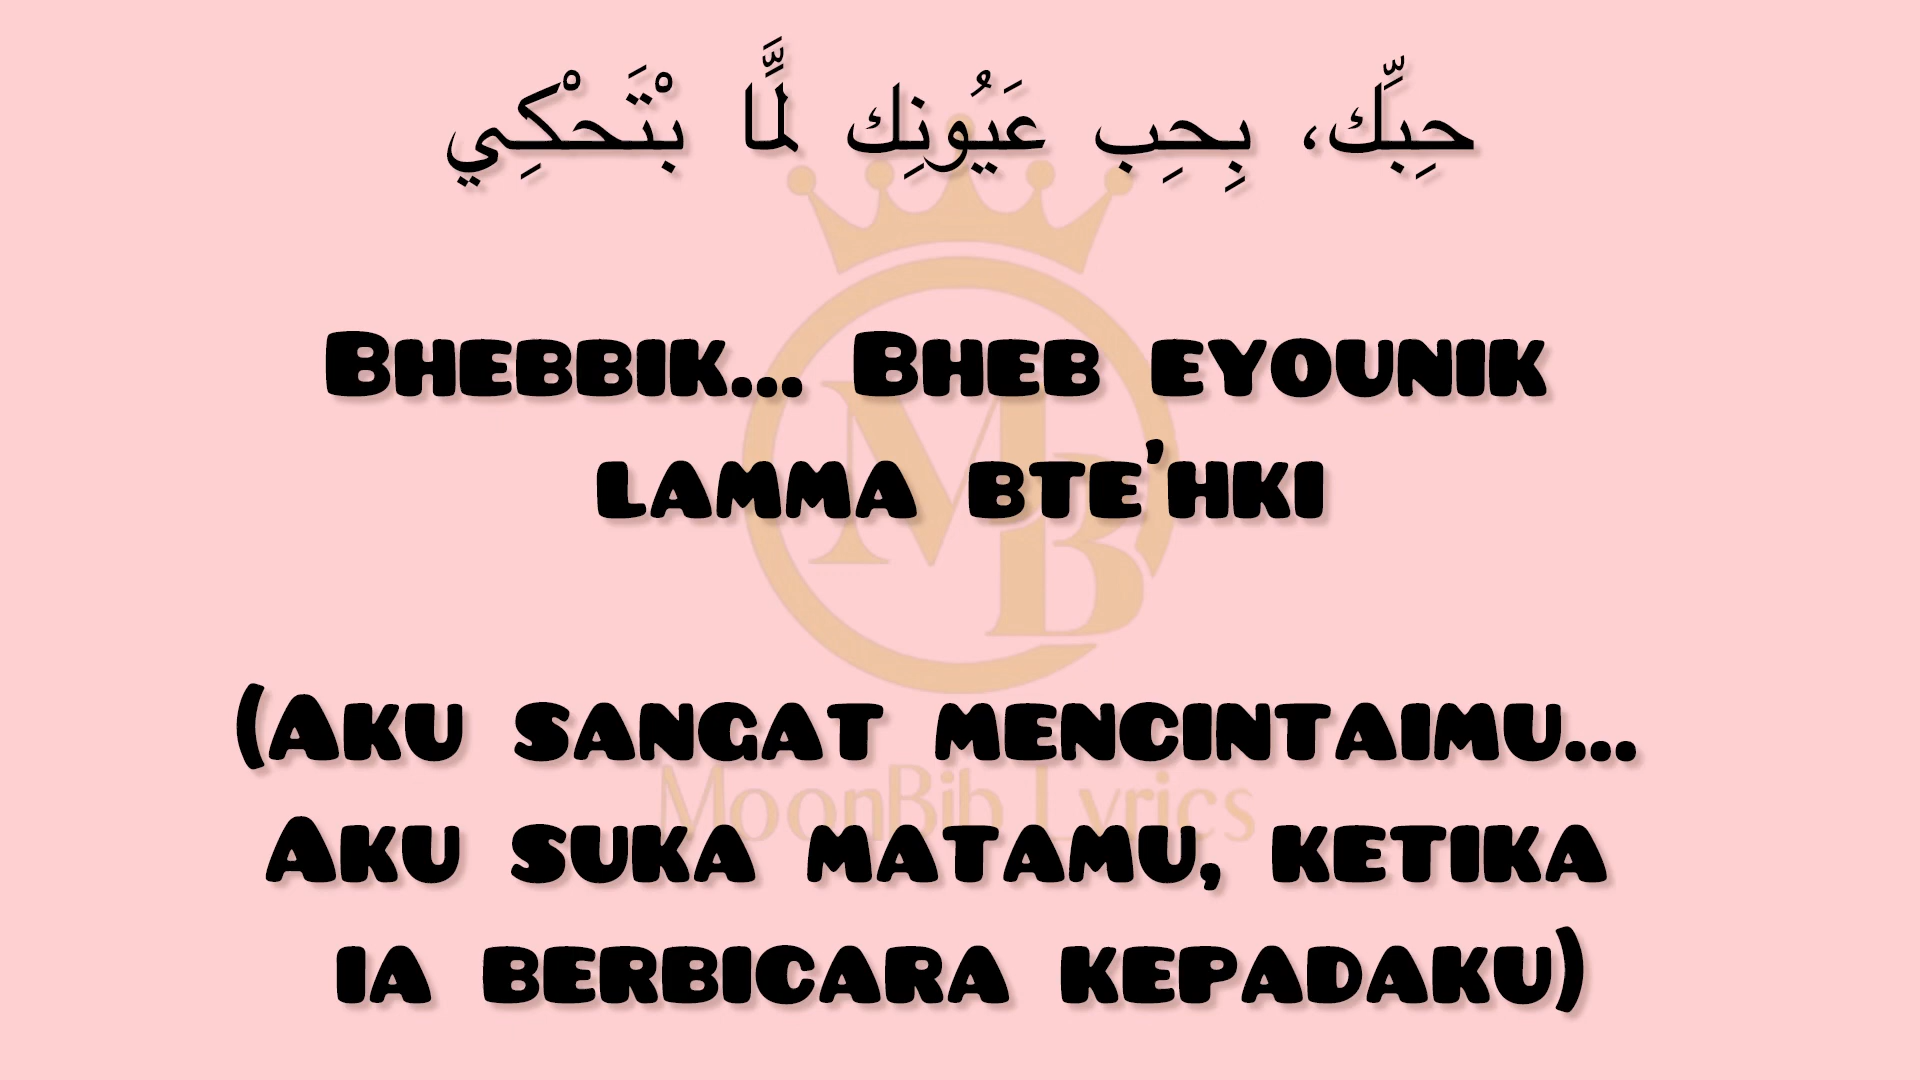 حِبِّك، بِحِب عَيُونِك لمَّا بْتَحْكِي
Bhebbik... Bheb eyounik
lamma bte'hki
(Aku sangat mencintaimu...
MoonBib Lyrics
Aku suka matamu, ketika
ia berbicara kepadaku)
MB